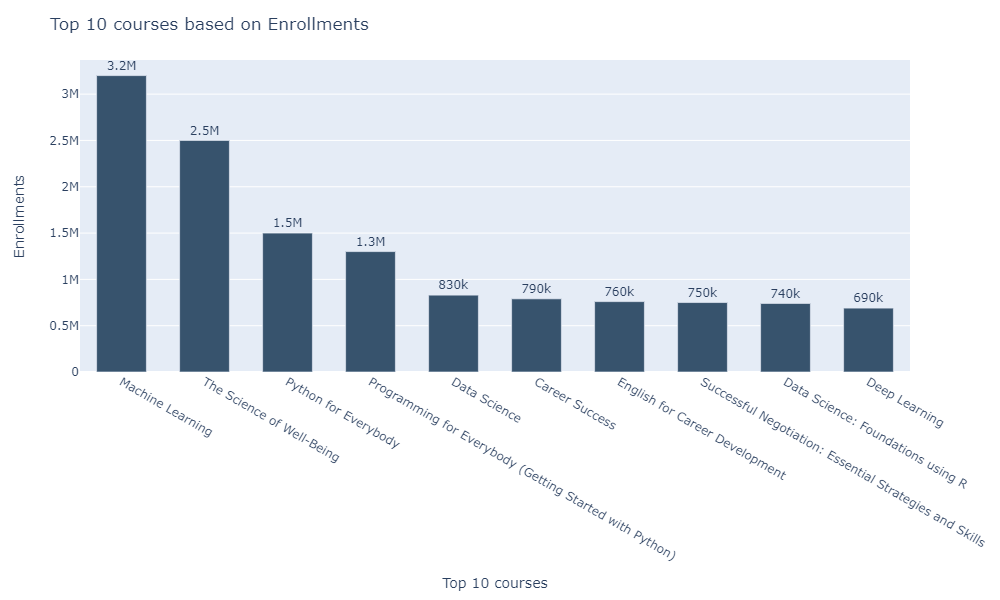 Top 10 courses based on Enrollments
Enrollments
3M
2.5M
2M
1.5M
1M
0.5M
0
3.2M
2.5M
1.5M
1.3M
830k
790k
760k
750k
740k
690k
Machine Learning
The Science of Well-Being
Python for Everybody
Programming for Everybody (Getting Started with Python)
Data Science
Career Success
English for Career Development
Successful Negotiation: Essential Strategies and Skills
Data Science: Foundations using R
Deep Learning
Top 10 courses